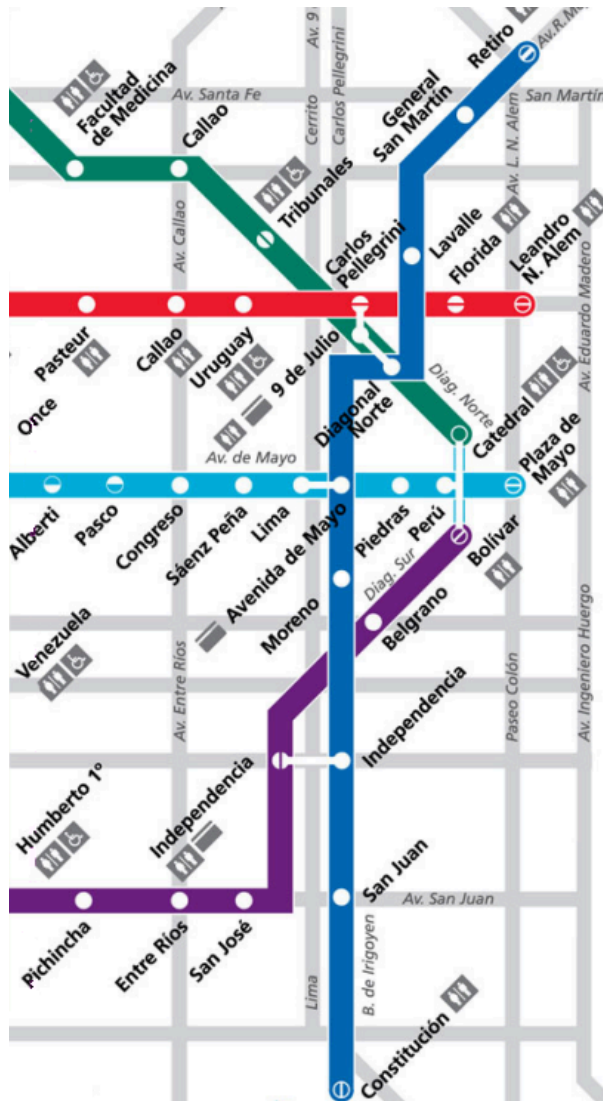 Av. 9
Carlos Pellegrini
Cerrito
Retiro
Av. R. M
Facultad
de Medicina
Av. Santa Fe
Callao
General
San Martín
San Martín
Av. L. N. Alem
Tribunales
Av. Callao
Carlos
Pellegrini
Lavalle
Florida
Leandro
N. Alem
Av. Eduardo Madero
Pasteur
Callao
Uruguay
9 de Julio
Once
Diagonal
Norte
Diag. Norte
Catedral
Plaza de
Mayo
Av. de Mayo
Alberti
Pasco
Congreso
Sáenz Peña
Lima
Avenida de Mayo
Piedras
Perú
Bolívar
Moreno
Diag. Sur
Belgrano
Venezuela
Av. Entre Ríos
Paseo Colón
Av. Ingeniero Huergo
Independencia
Independencia
Humberto 1°
San Juan
Av. San Juan
Pichincha
Entre Ríos
San José
Lima
B. de Irigoyen
Constitución